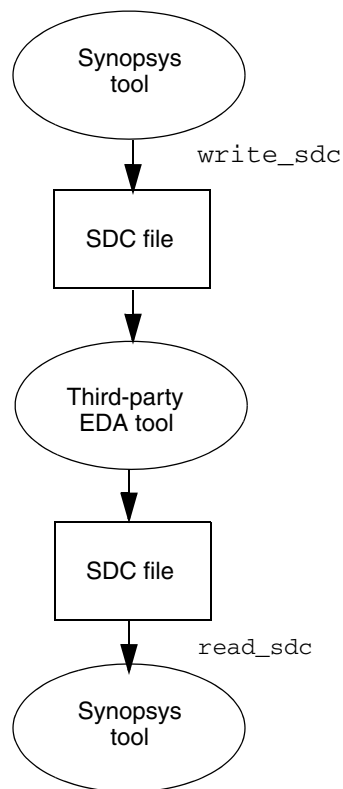 Synopsys
tool
write_sdc
SDC file
Third-party
EDA tool
SDC file
read_sdc
Synopsys
tool